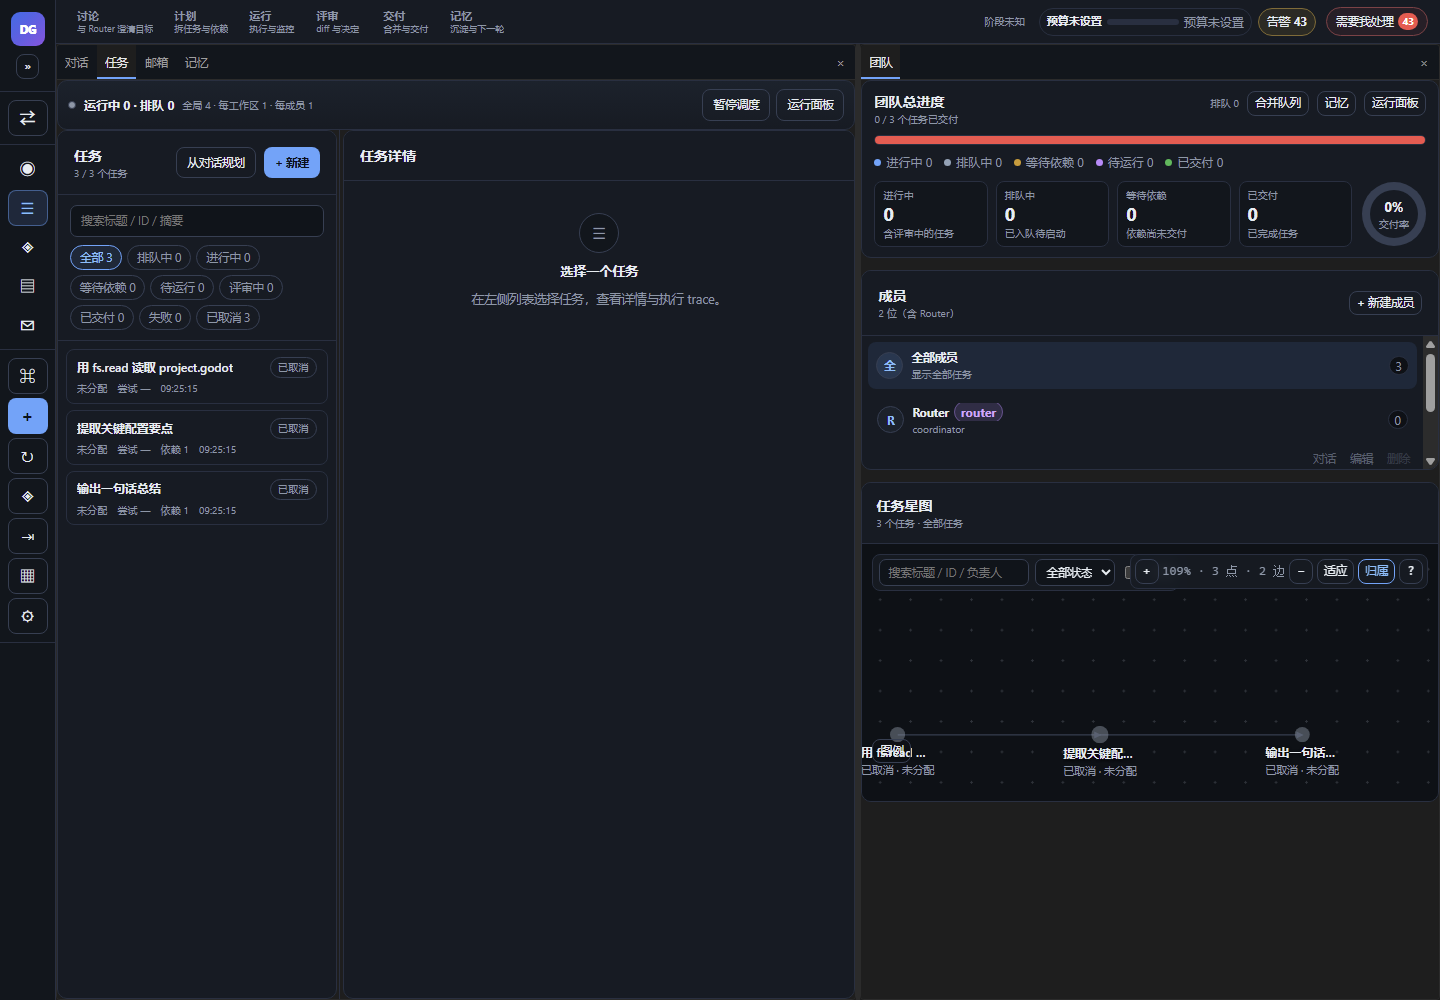 DG
»
讨论
与 Router 澄清目标
计划
拆任务与依赖
运行
执行与监控
评审
diff 与决定
交付
合并与交付
记忆
沉淀与下一轮
阶段未知
预算未设置
预算未设置
告警 43
需要我处理 43
对话
任务
邮箱
记忆
×
运行中 0 · 排队 0
全局 4 · 每工作区 1 · 每成员 1
暂停调度
运行面板
任务
3 / 3 个任务
从对话规划
+ 新建
搜索标题 / ID / 摘要
全部 3
排队中 0
进行中 0
等待依赖 0
待运行 0
评审中 0
已交付 0
失败 0
已取消 3
用 fs.read 读取 project.godot
已取消
未分配 尝试 — 09:25:15
提取关键配置要点
已取消
未分配 尝试 — 依赖 1 09:25:15
输出一句话总结
已取消
未分配 尝试 — 依赖 1 09:25:15
任务详情
选择一个任务
在左侧列表选择任务，查看详情与执行 trace。
团队
×
团队总进度
0 / 3 个任务已交付
排队 0
合并队列
记忆
运行面板
进行中 0
排队中 0
等待依赖 0
待运行 0
已交付 0
进行中
0
含评审中的任务
排队中
0
已入队待启动
等待依赖
0
依赖尚未交付
已交付
0
已完成任务
0%
交付率
成员
2 位（含 Router）
+ 新建成员
全
全部成员
显示全部任务
3
R
Router router
coordinator
0
对话
编辑
删除
任务星图
3 个任务 · 全部任务
搜索标题 / ID / 负责人
全部状态
+
109% · 3 点 · 2 边
−
适应
归属
?
用 fs.read ...
图例
已取消 · 未分配
提取关键配...
已取消 · 未分配
输出一句话...
已取消 · 未分配